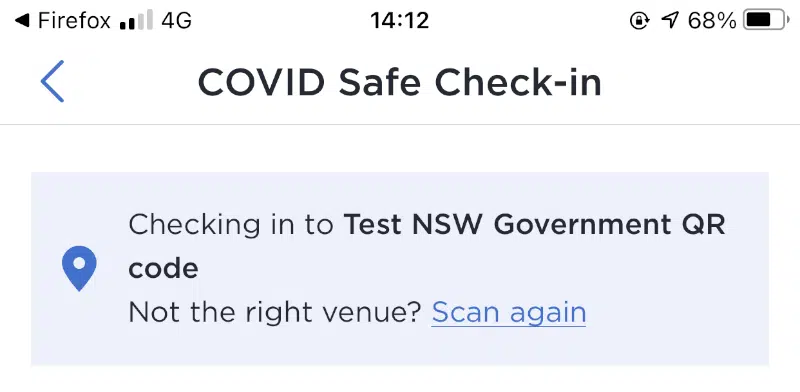 Firefox 4G 14:12 68%
COVID Safe Check-in
Checking in to Test NSW Government QR
code
Not the right venue? Scan again